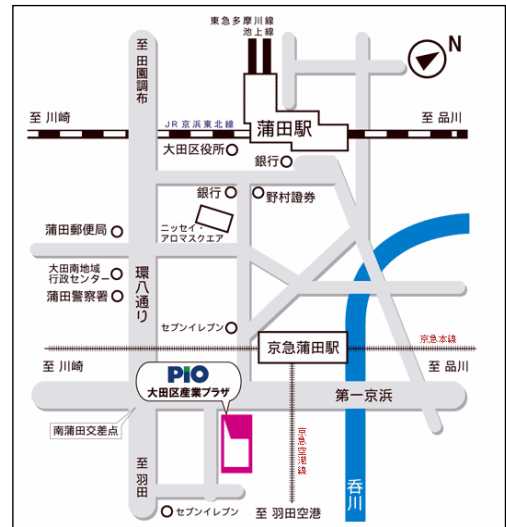 東急多摩川線
池上線
N
至 田園調布
至 川崎
JR京浜東北線
蒲田駅
至 品川
大田区役所
銀行
銀行
野村證券
蒲田郵便局
ニッセイ・
アロマスクエア
大田南地域
行政センター
環八通り
蒲田警察署
セブンイレブン
京急蒲田駅
京急本線
至 川崎
至 品川
PiO
大田区産業プラザ
第一京浜
南蒲田交差点
京急空港線
至 羽田
呑川
セブンイレブン
至 羽田空港